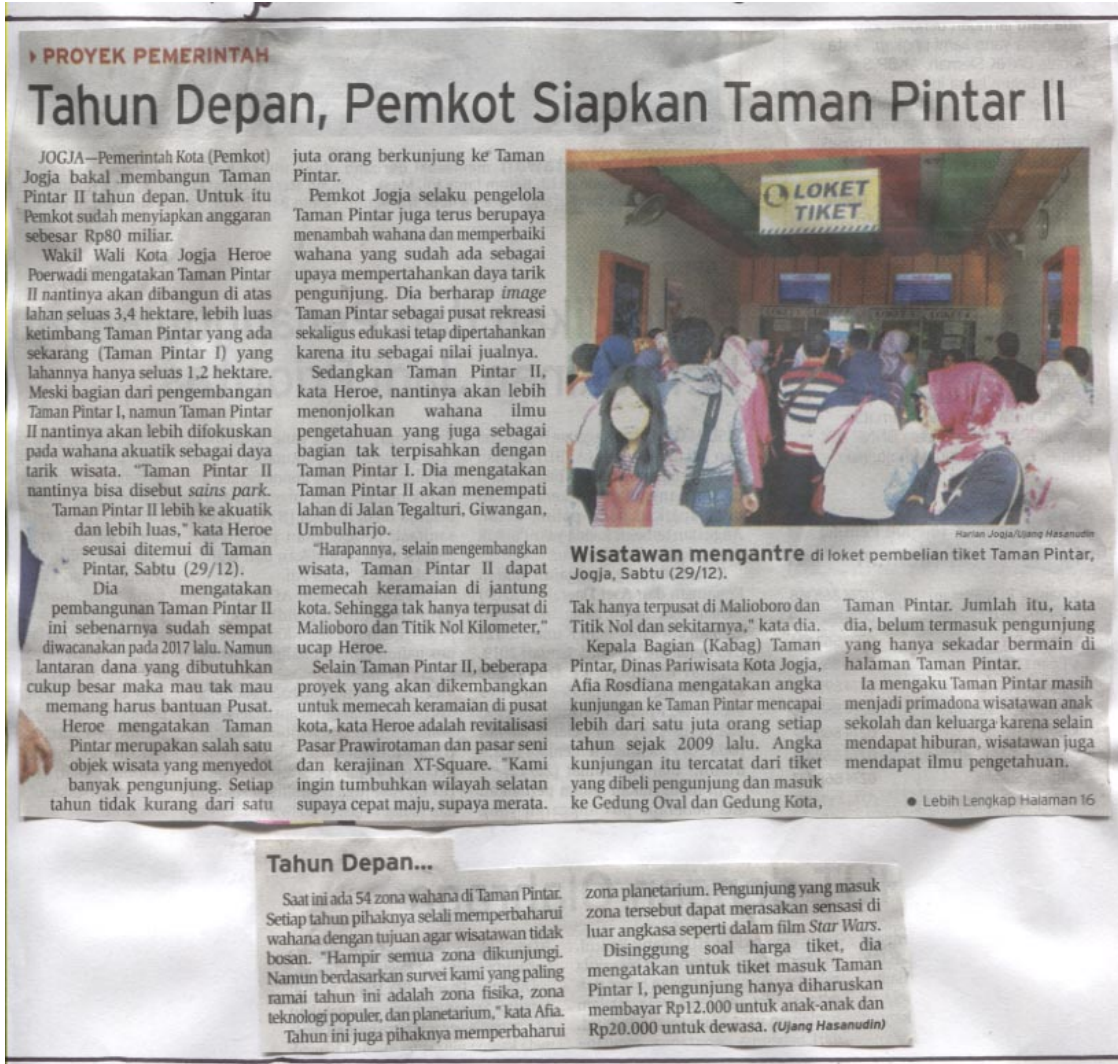 PROYEK PEMERINTAH
Tahun Depan, Pemkot Siapkan Taman Pintar II
JOGJA—Pemerintah Kota (Pemkot)
Jogja bakal membangun Taman
Pintar II tahun depan. Untuk itu
Pemkot sudah menyiapkan anggaran
sebesar Rp80 miliar.
Wakil Wali Kota Jogja Heroe
Poerwadi mengatakan Taman Pintar
II nantinya akan dibangun di atas
lahan seluas 3,4 hektare, lebih luas
ketimbang Taman Pintar yang ada
sekarang (Taman Pintar I) yang
lahannya hanya seluas 1,2 hektare.
Meski bagian dari pengembangan
Taman Pintar I, namun Taman Pintar
II nantinya akan lebih difokuskan
pada wahana akuatik sebagai daya
tarik wisata. "Taman Pintar II
nantinya bisa disebut sains park.
Taman Pintar II lebih ke akuatik
dan lebih luas," kata Heroe
seusai ditemui di Taman
Pintar, Sabtu (29/12).
Dia mengatakan
pembangunan Taman Pintar II
ini sebenarnya sudah sempat
diwacanakan pada 2017 lalu. Namun
lantaran dana yang dibutuhkan
cukup besar maka mau tak mau
memang harus bantuan Pusat.
Heroe mengatakan Taman
Pintar merupakan salah satu
objek wisata yang menyedot
banyak pengunjung. Setiap
tahun tidak kurang dari satu
juta orang berkunjung ke Taman
Pintar.
Pemkot Jogja selaku pengelola
Taman Pintar juga terus berupaya
menambah wahana dan memperbaiki
wahana yang sudah ada sebagai
upaya mempertahankan daya tarik
pengunjung. Dia berharap image
Taman Pintar sebagai pusat rekreasi
sekaligus edukasi tetap dipertahankan
karena itu sebagai nilai jualnya.
Sedangkan Taman Pintar II,
kata Heroe, nantinya akan lebih
menonjolkan wahana ilmu
pengetahuan yang juga sebagai
bagian tak terpisahkan dengan
Taman Pintar I. Dia mengatakan
Taman Pintar II akan menempati
lahan di Jalan Tegalturi, Giwangan,
Umbulharjo.
"Harapannya, selain mengembangkan
wisata, Taman Pintar II dapat
memecah keramaian di jantung
kota. Sehingga tak hanya terpusat di
Malioboro dan Titik Nol Kilometer,"
ucap Heroe.
Selain Taman Pintar II, beberapa
proyek yang akan dikembangkan
untuk memecah keramaian di pusat
kota, kata Heroe adalah revitalisasi
Pasar Prawirotaman dan pasar seni
dan kerajinan XT-Square. "Kami
ingin tumbuhkan wilayah selatan
supaya cepat maju, supaya merata.
LOKET
TIKET
Harian Jogja/Ujang Hasanudin
Wisatawan mengantre di loket pembelian tiket Taman Pintar,
Jogja, Sabtu (29/12).
Tak hanya terpusat di Malioboro dan
Titik Nol dan sekitarnya," kata dia.
Kepala Bagian (Kabag) Taman
Pintar, Dinas Pariwisata Kota Jogja,
Afia Rosdiana mengatakan angka
kunjungan ke Taman Pintar mencapai
lebih dari satu juta orang setiap
tahun sejak 2009 lalu. Angka
kunjungan itu tercatat dari tiket
yang dibeli pengunjung dan masuk
ke Gedung Oval dan Gedung Kota,
Taman Pintar. Jumlah itu, kata
dia, belum termasuk pengunjung
yang hanya sekadar bermain di
halaman Taman Pintar.
Ia mengaku Taman Pintar masih
menjadi primadona wisatawan anak
sekolah dan keluarga karena selain
mendapat hiburan, wisatawan juga
mendapat ilmu pengetahuan.
● Lebih Lengkap Halaman 16
Tahun Depan...
Saat ini ada 54 zona wahana di Taman Pintar.
Setiap tahun pihaknya selali memperbaharui
wahana dengan tujuan agar wisatawan tidak
bosan. "Hampir semua zona dikunjungi.
Namun berdasarkan survei kami yang paling
ramai tahun ini adalah zona fisika, zona
teknologi populer, dan planetarium," kata Afia.
Tahun ini juga pihaknya memperbaharui
zona planetarium. Pengunjung yang masuk
zona tersebut dapat merasakan sensasi di
luar angkasa seperti dalam film Star Wars.
Disinggung soal harga tiket, dia
mengatakan untuk tiket masuk Taman
Pintar I, pengunjung hanya diharuskan
membayar Rp12.000 untuk anak-anak dan
Rp20.000 untuk dewasa. (Ujang Hasanudin)